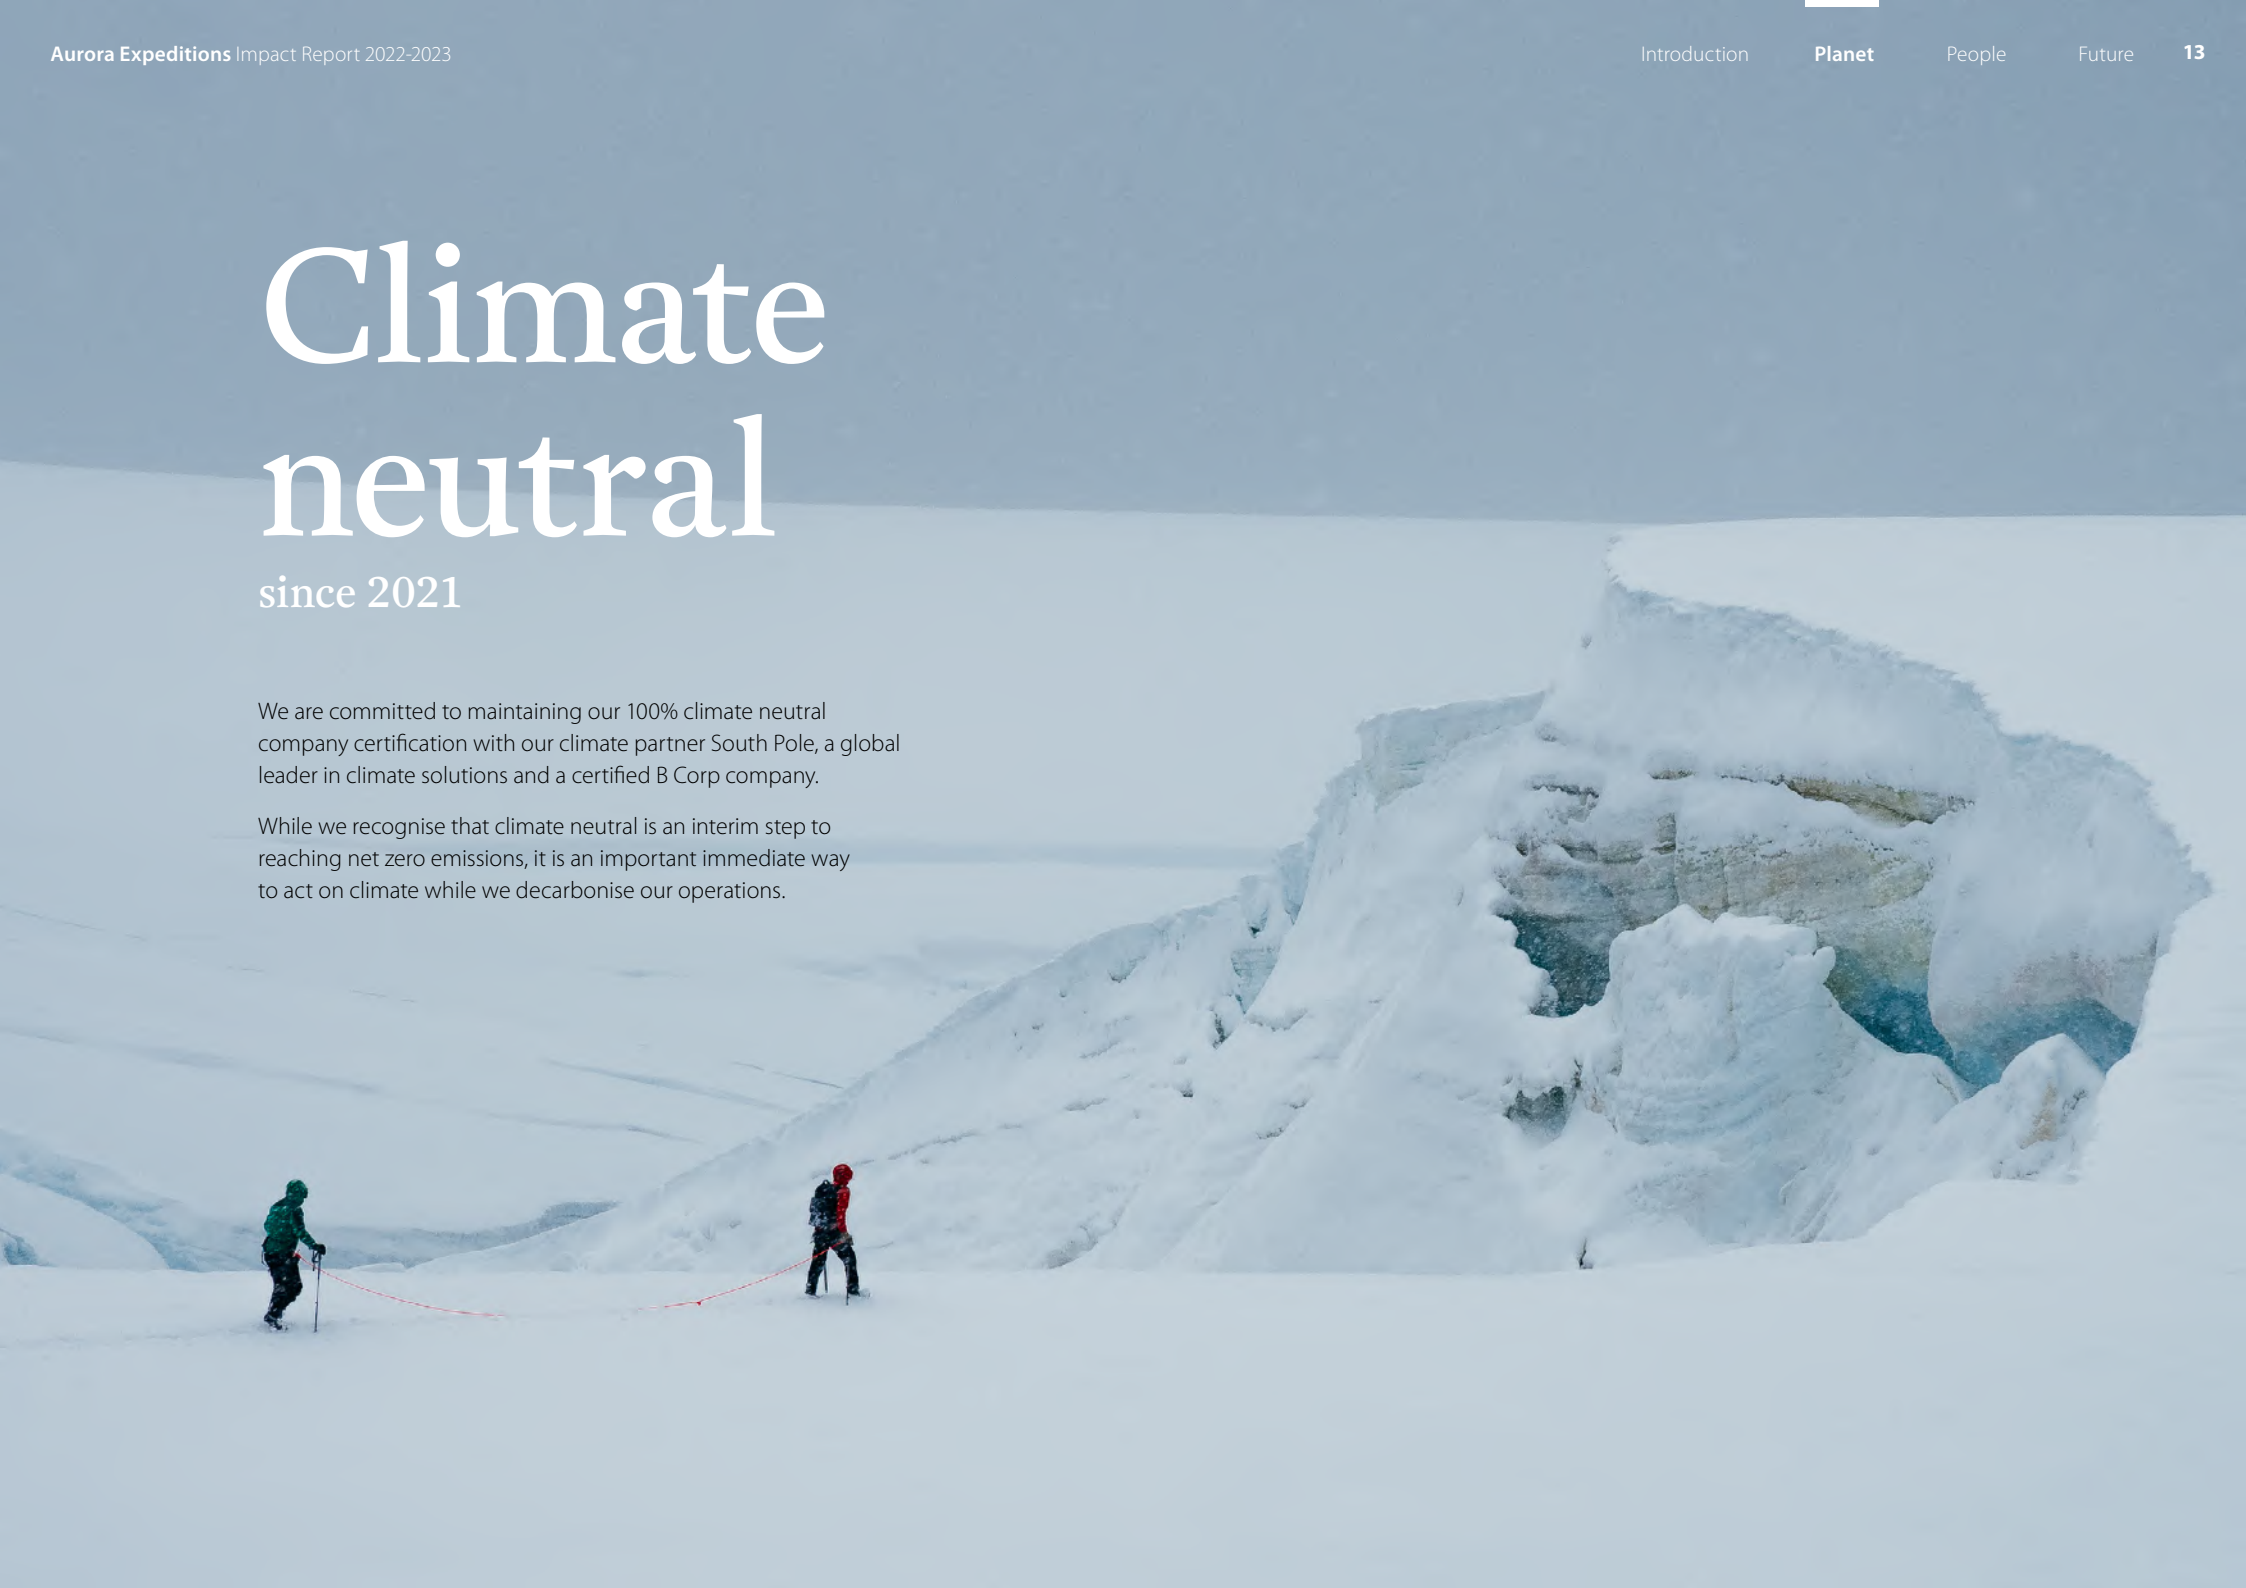 Aurora Expeditions Impact Report 2022-2023
Introduction Planet People Future 13
Climate
neutral
since 2021
We are committed to maintaining our 100% climate neutral
company certification with our climate partner South Pole, a global
leader in climate solutions and a certified B Corp company.
While we recognise that climate neutral is an interim step to
reaching net zero emissions, it is an important immediate way
to act on climate while we decarbonise our operations.